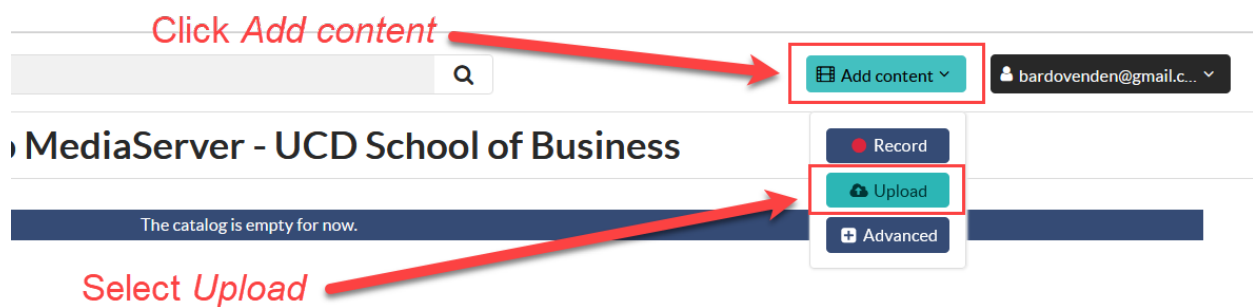 Click Add content
Add content
bardovenden@gmail.c...
MediaServer - UCD School of Business
Record
Upload
The catalog is empty for now.
Advanced
Select Upload